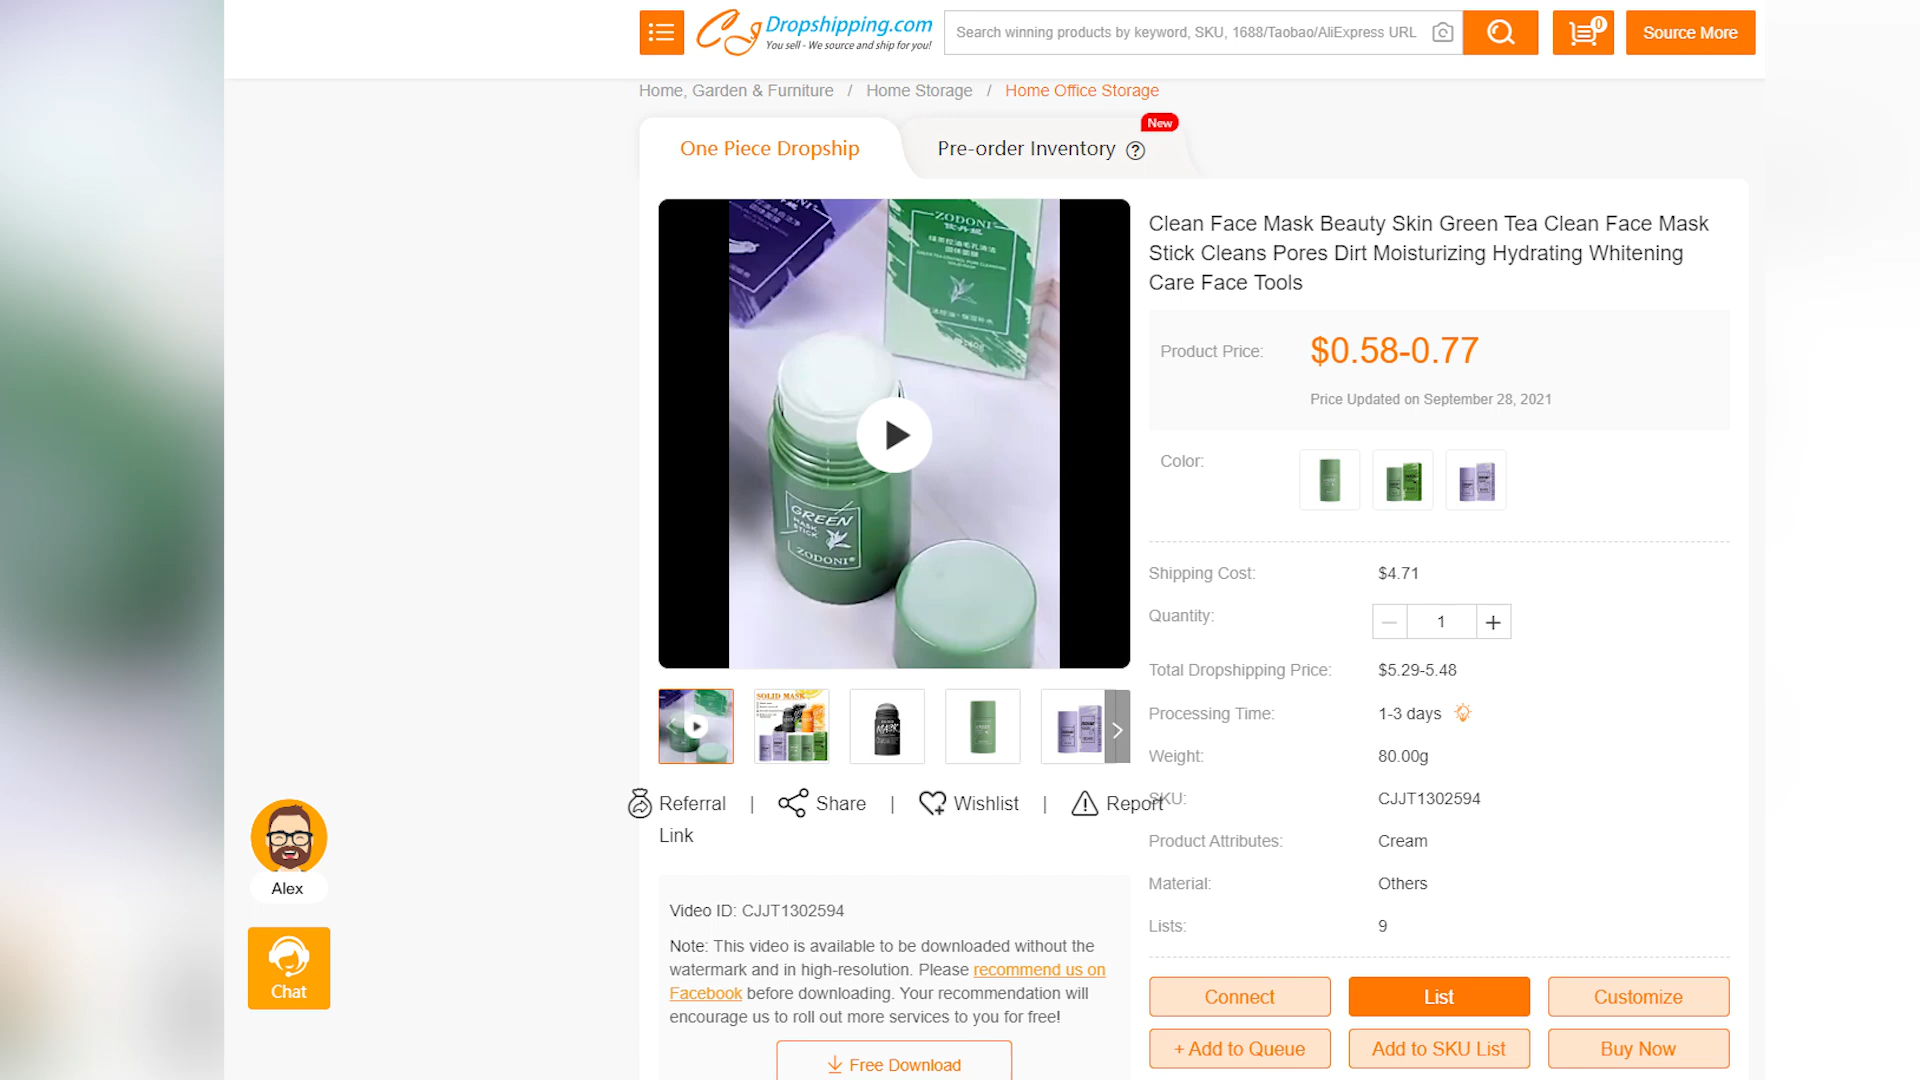 CJ Dropshipping.com
You sell - We source and ship for you!
Search winning products by keyword, SKU, 1688/Taobao/AliExpress URL
0
Source More
Home, Garden & Furniture / Home Storage / Home Office Storage
One Piece Dropship
Pre-order Inventory ?
New
ZODONI
GREEN
MASK
STICK
ZODONI®
SOLID MASK
MASK
Clean Face Mask Beauty Skin Green Tea Clean Face Mask
Stick Cleans Pores Dirt Moisturizing Hydrating Whitening
Care Face Tools
Product Price: $0.58-0.77
Price Updated on September 28, 2021
Color:
Shipping Cost: $4.71
Quantity: 1
Total Dropshipping Price: $5.29-5.48
Processing Time: 1-3 days
Weight: 80.00g
SKU: CJJT1302594
Product Attributes: Cream
Material: Others
Lists: 9
Referral | Share | Wishlist | Report
Link
Video ID: CJJT1302594
Note: This video is available to be downloaded without the
watermark and in high-resolution. Please recommend us on
Facebook before downloading. Your recommendation will
encourage us to roll out more services to you for free!
Free Download
Connect
List
Customize
+ Add to Queue
Add to SKU List
Buy Now
Alex
Chat